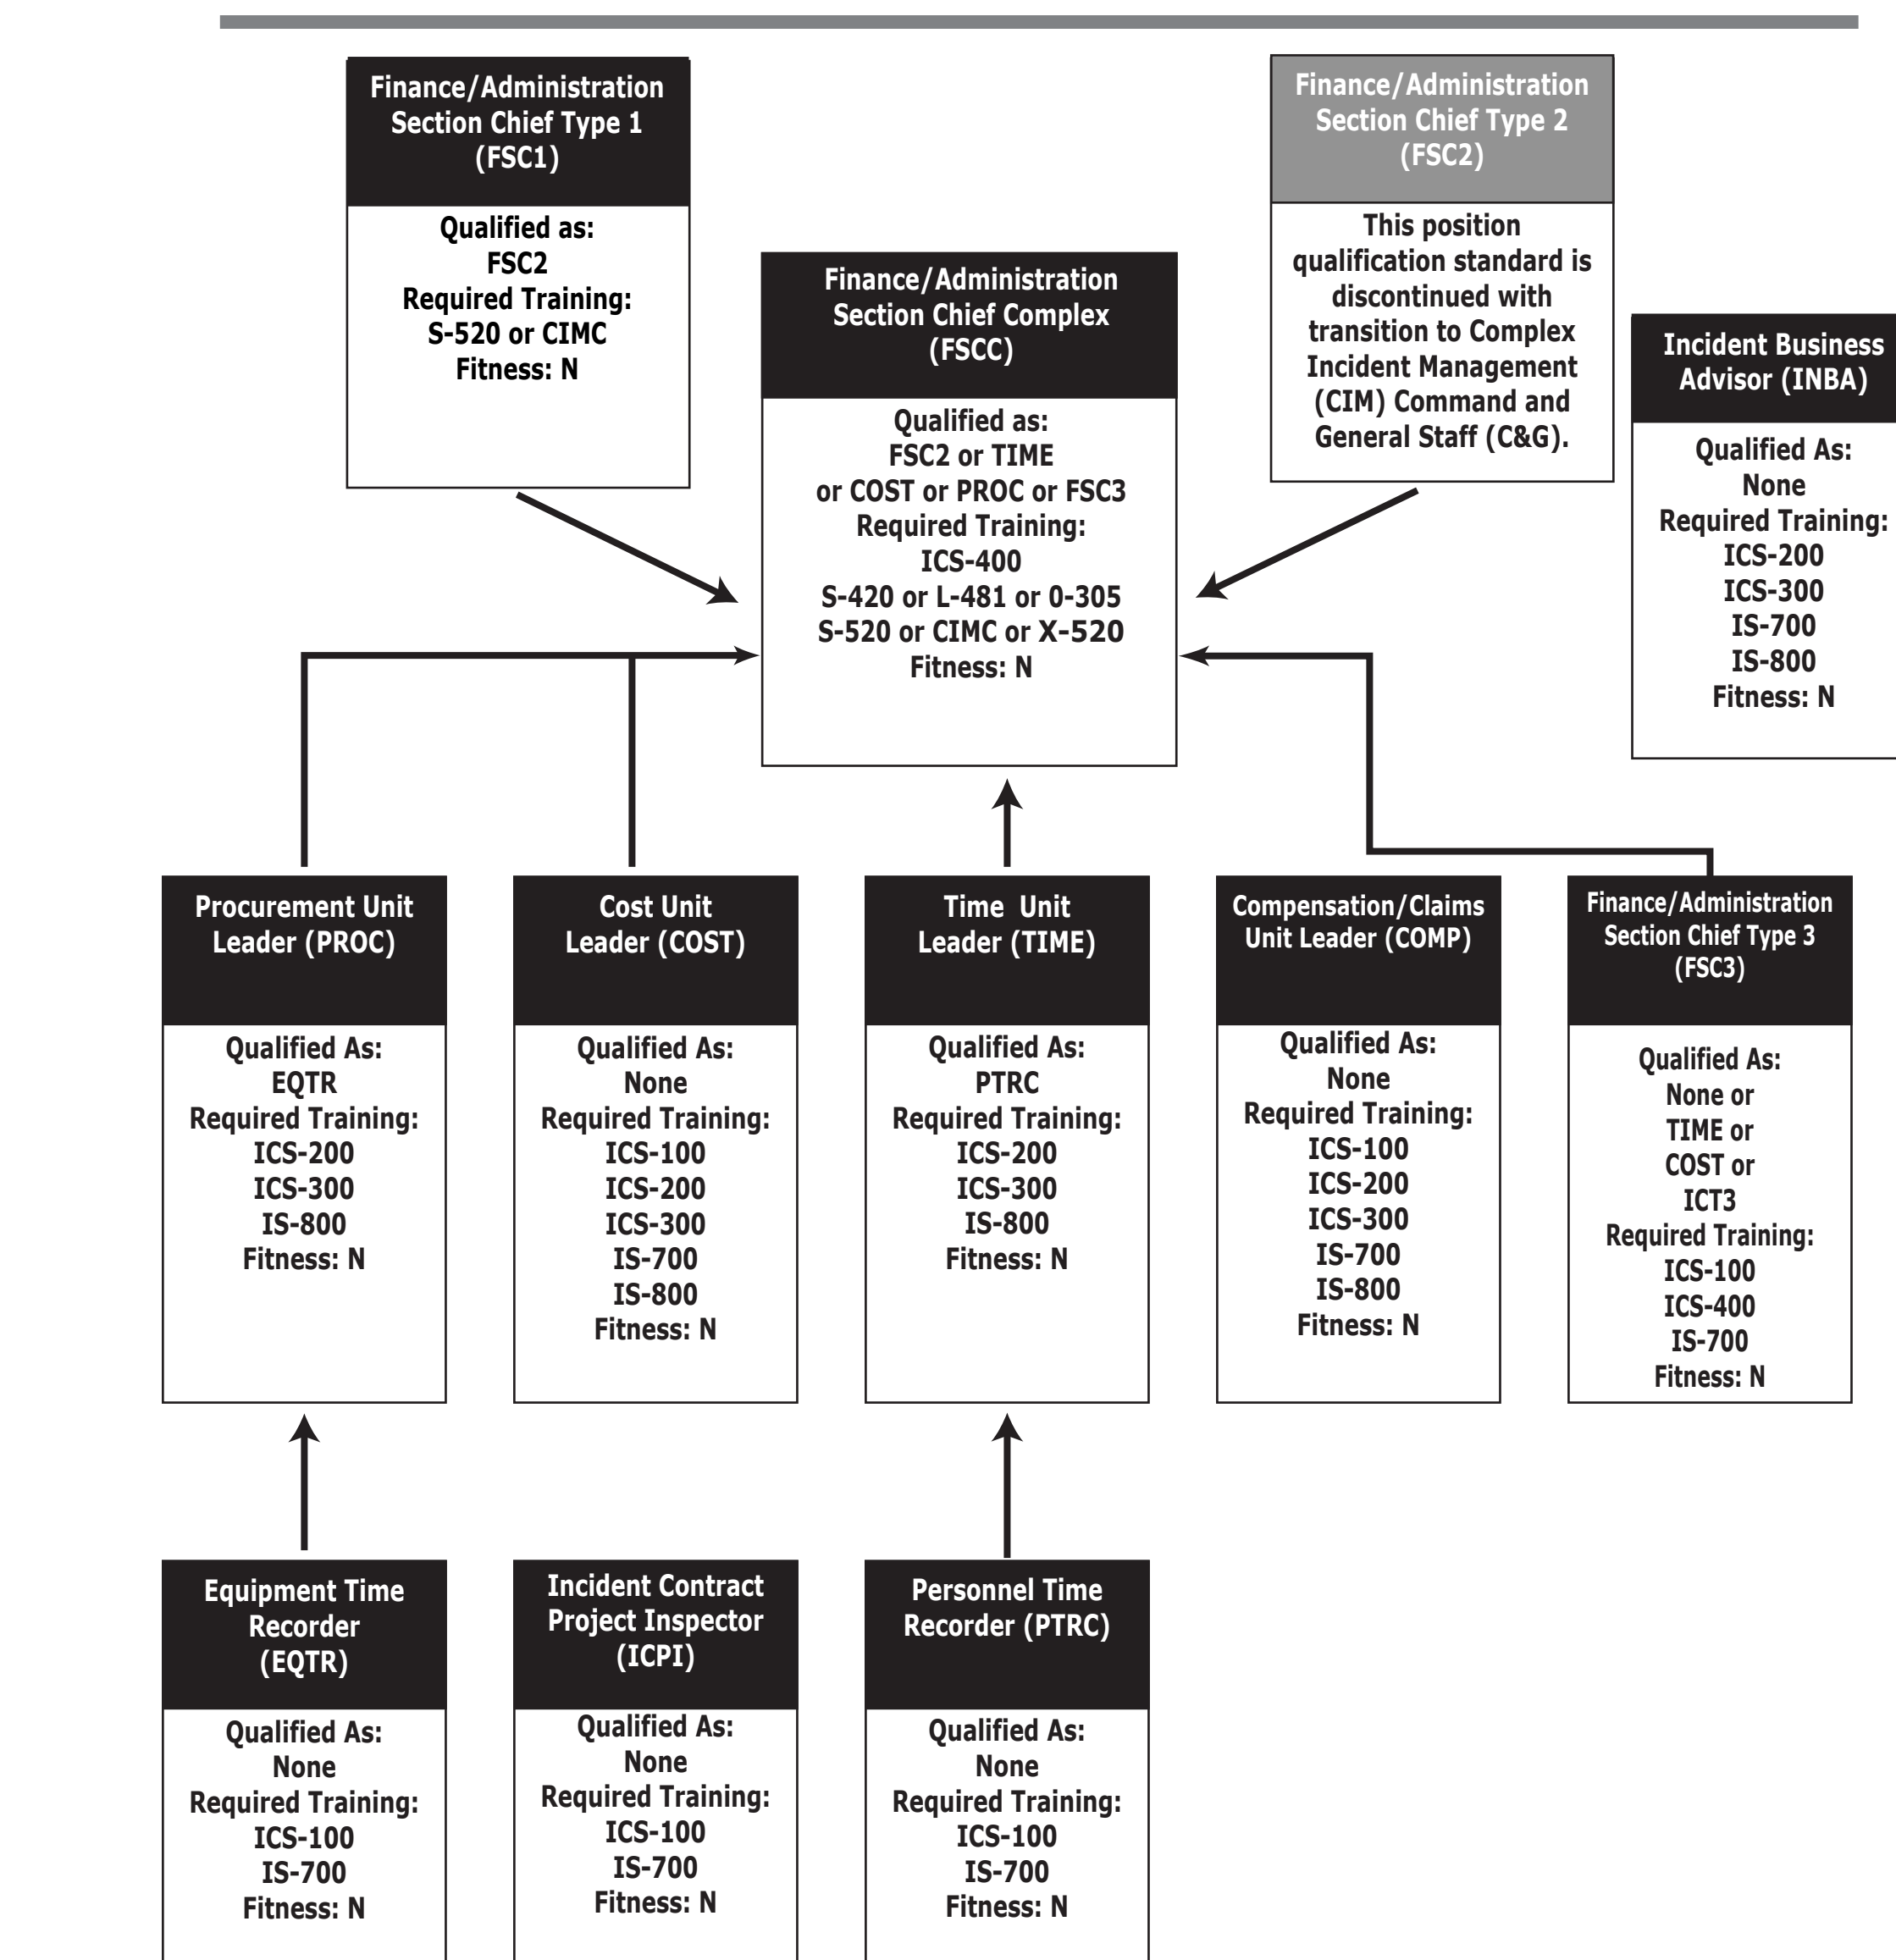 Finance/Administration
Section Chief Type 1
(FSC1)
Qualified as:
FSC2
Required Training:
S-520 or CIMC
Fitness: N
Finance/Administration
Section Chief Complex
(FSCC)
Qualified as:
FSC2 or TIME
or COST or PROC or FSC3
Required Training:
ICS-400
S-420 or L-481 or 0-305
S-520 or CIMC or X-520
Fitness: N
Finance/Administration
Section Chief Type 2
(FSC2)
This position
qualification standard is
discontinued with
transition to Complex
Incident Management
(CIM) Command and
General Staff (C&G).
Incident Business
Advisor (INBA)
Qualified As:
None
Required Training:
ICS-200
ICS-300
IS-700
IS-800
Fitness: N
Procurement Unit
Leader (PROC)
Qualified As:
EQTR
Required Training:
ICS-200
ICS-300
IS-800
Fitness: N
Cost Unit
Leader (COST)
Qualified As:
None
Required Training:
ICS-100
ICS-200
ICS-300
IS-700
IS-800
Fitness: N
Time Unit
Leader (TIME)
Qualified As:
PTRC
Required Training:
ICS-200
ICS-300
IS-800
Fitness: N
Compensation/Claims
Unit Leader (COMP)
Qualified As:
None
Required Training:
ICS-100
ICS-200
ICS-300
IS-700
IS-800
Fitness: N
Finance/Administration
Section Chief Type 3
(FSC3)
Qualified As:
None or
TIME or
COST or
ICT3
Required Training:
ICS-100
ICS-400
IS-700
Fitness: N
Equipment Time
Recorder
(EQTR)
Qualified As:
None
Required Training:
ICS-100
IS-700
Fitness: N
Incident Contract
Project Inspector
(ICPI)
Qualified As:
None
Required Training:
ICS-100
IS-700
Fitness: N
Personnel Time
Recorder (PTRC)
Qualified As:
None
Required Training:
ICS-100
IS-700
Fitness: N